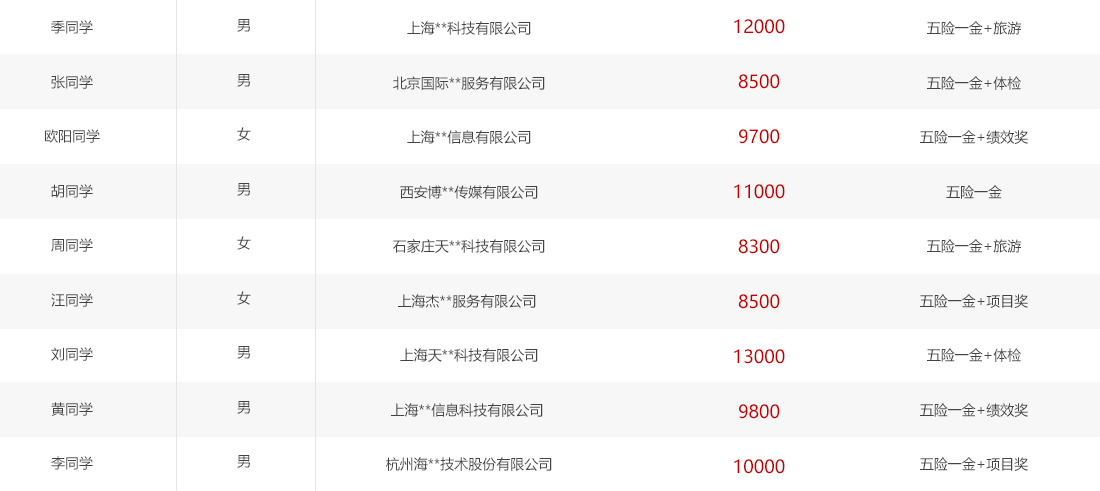 季同学 男 上海**科技有限公司 12000 五险一金+旅游
张同学 男 北京国际**服务有限公司 8500 五险一金+体检
欧阳同学 女 上海**信息有限公司 9700 五险一金+绩效奖
胡同学 男 西安博**传媒有限公司 11000 五险一金
周同学 女 石家庄天**科技有限公司 8300 五险一金+旅游
汪同学 女 上海杰**服务有限公司 8500 五险一金+项目奖
刘同学 男 上海天**科技有限公司 13000 五险一金+体检
黄同学 男 上海**信息科技有限公司 9800 五险一金+绩效奖
李同学 男 杭州海**技术股份有限公司 10000 五险一金+项目奖